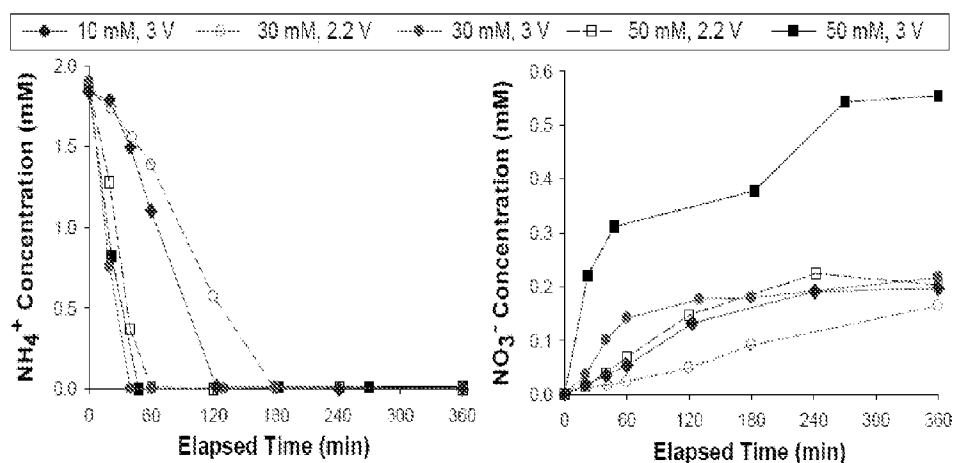 10 mM, 3 V 30 mM, 2.2 V 30 mM, 3 V 50 mM, 2.2 V 50 mM, 3 V
NH₄⁺ Concentration (mM)
2.0
1.5
1.0
0.5
0.0
0 60 120 180 240 300 360
Elapsed Time (min)
NO₃⁻ Concentration (mM)
0.6
0.5
0.4
0.3
0.2
0.1
0.0
0 60 120 180 240 300 360
Elapsed Time (min)